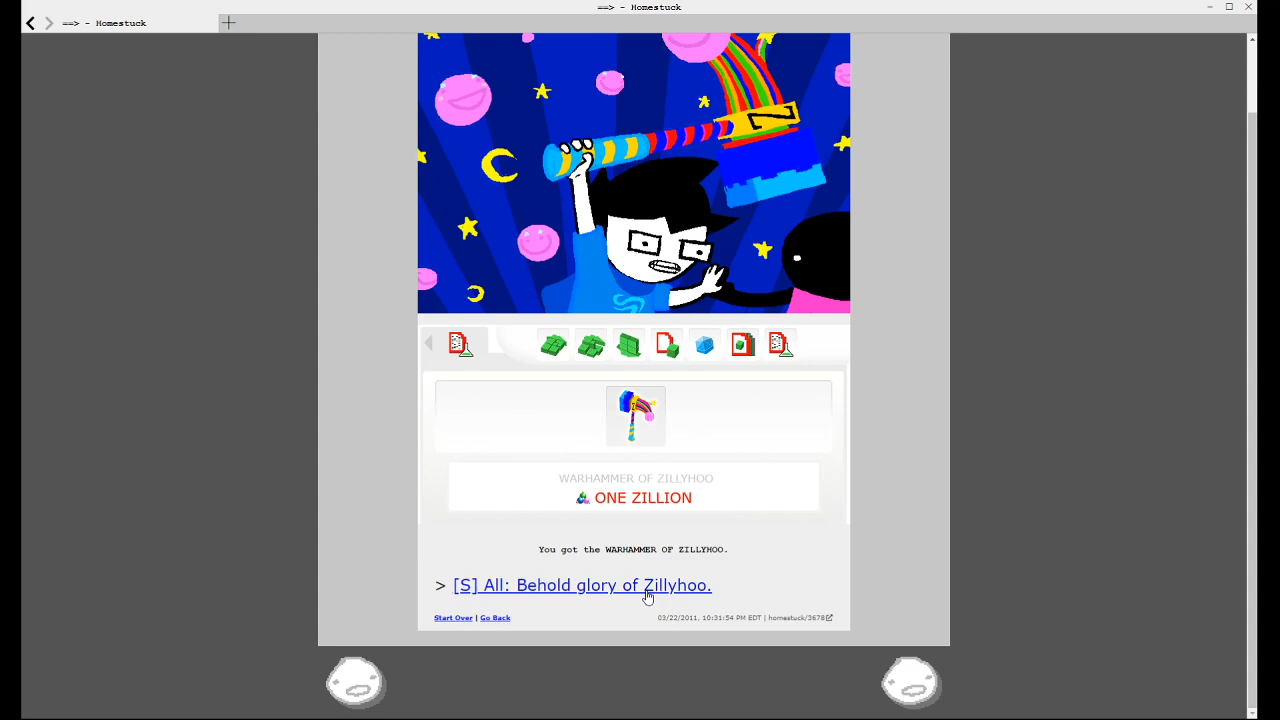 ==> - Homestuck
==> - Homestuck
Z
WARHAMMER OF ZILLYHOO
ONE ZILLION
You got the WARHAMMER OF ZILLYHOO.
> [S] All: Behold glory of Zillyhoo.
Start Over | Go Back
03/22/2011, 10:31:54 PM EDT | homestuck/3678